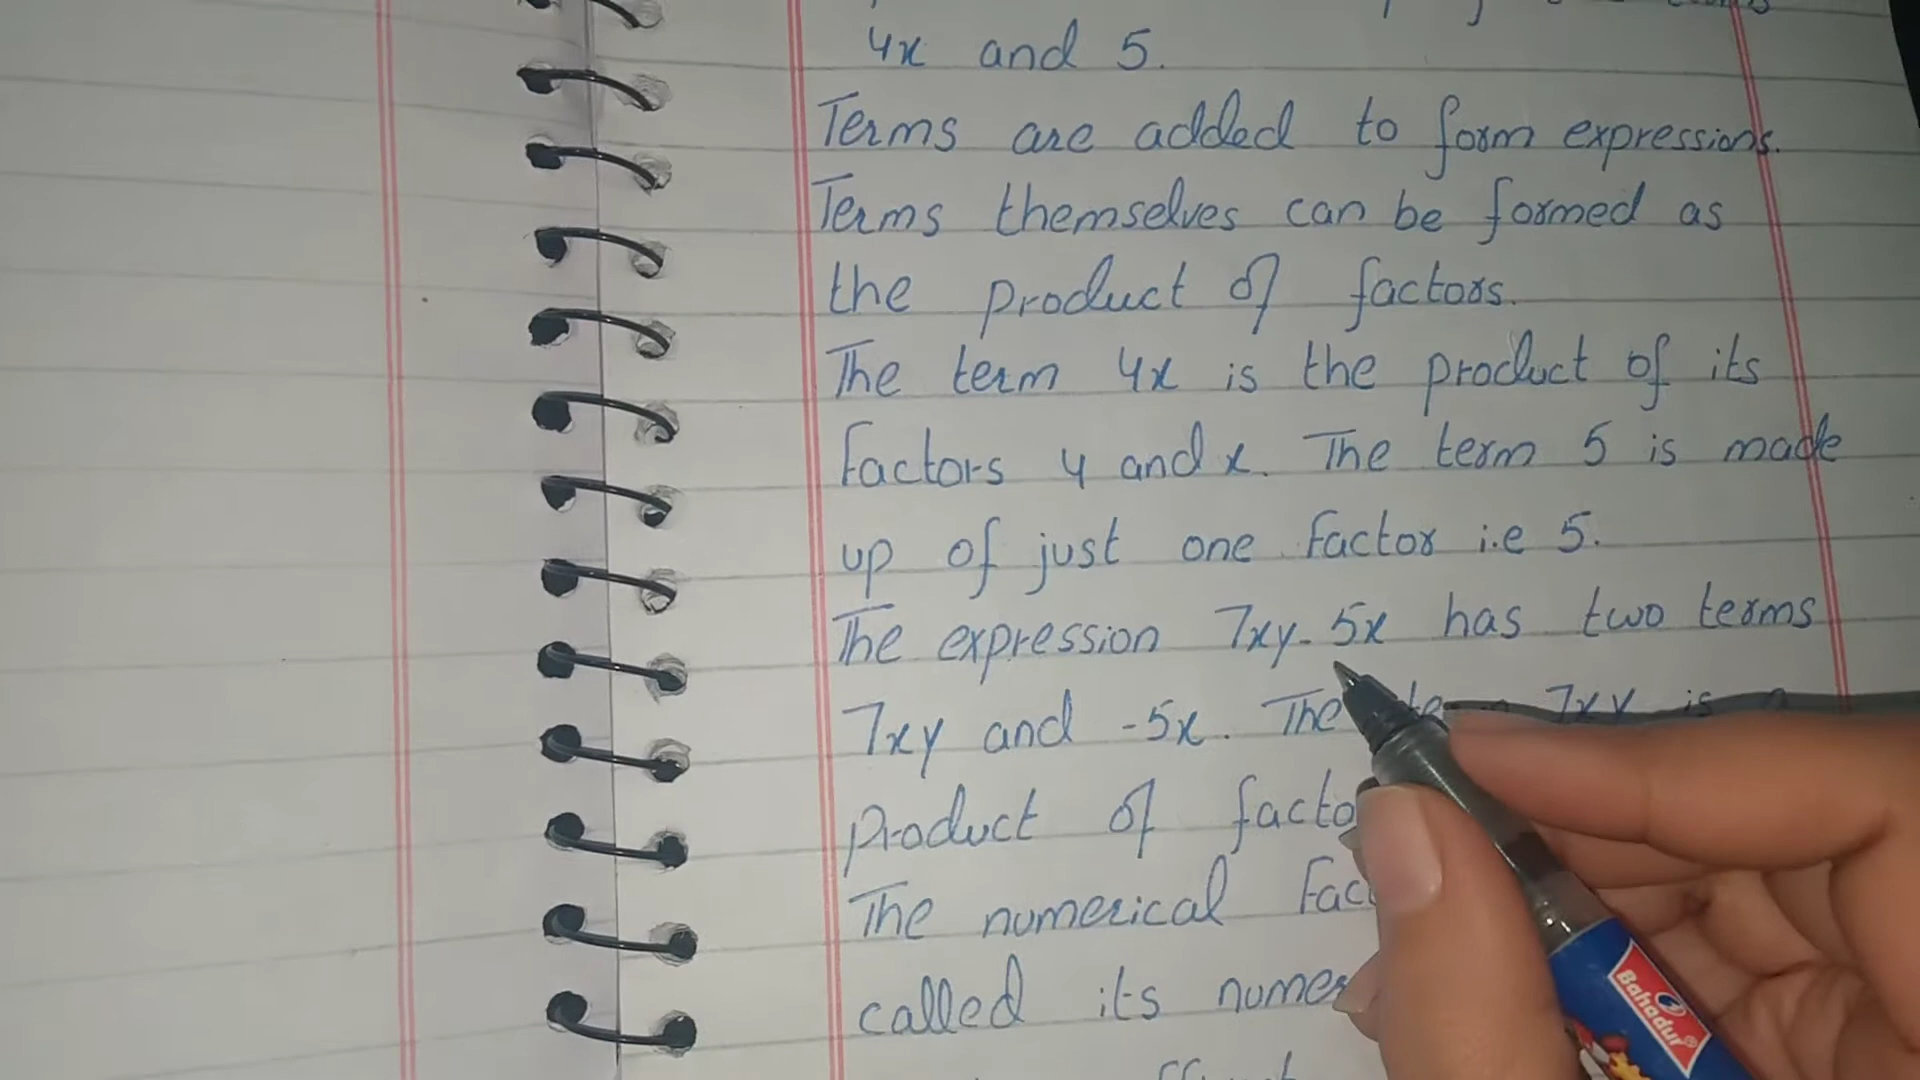 4x and 5.
Terms are added to form expressions.
Terms themselves can be formed as
the product of factors.
The term 4x is the product of its
factors 4 and x. The term 5 is made
up of just one factor i.e 5.
The expression 7xy-5x has two terms
7xy and -5x. The 7xy is a
product of
The numerical
called its
Bahadur